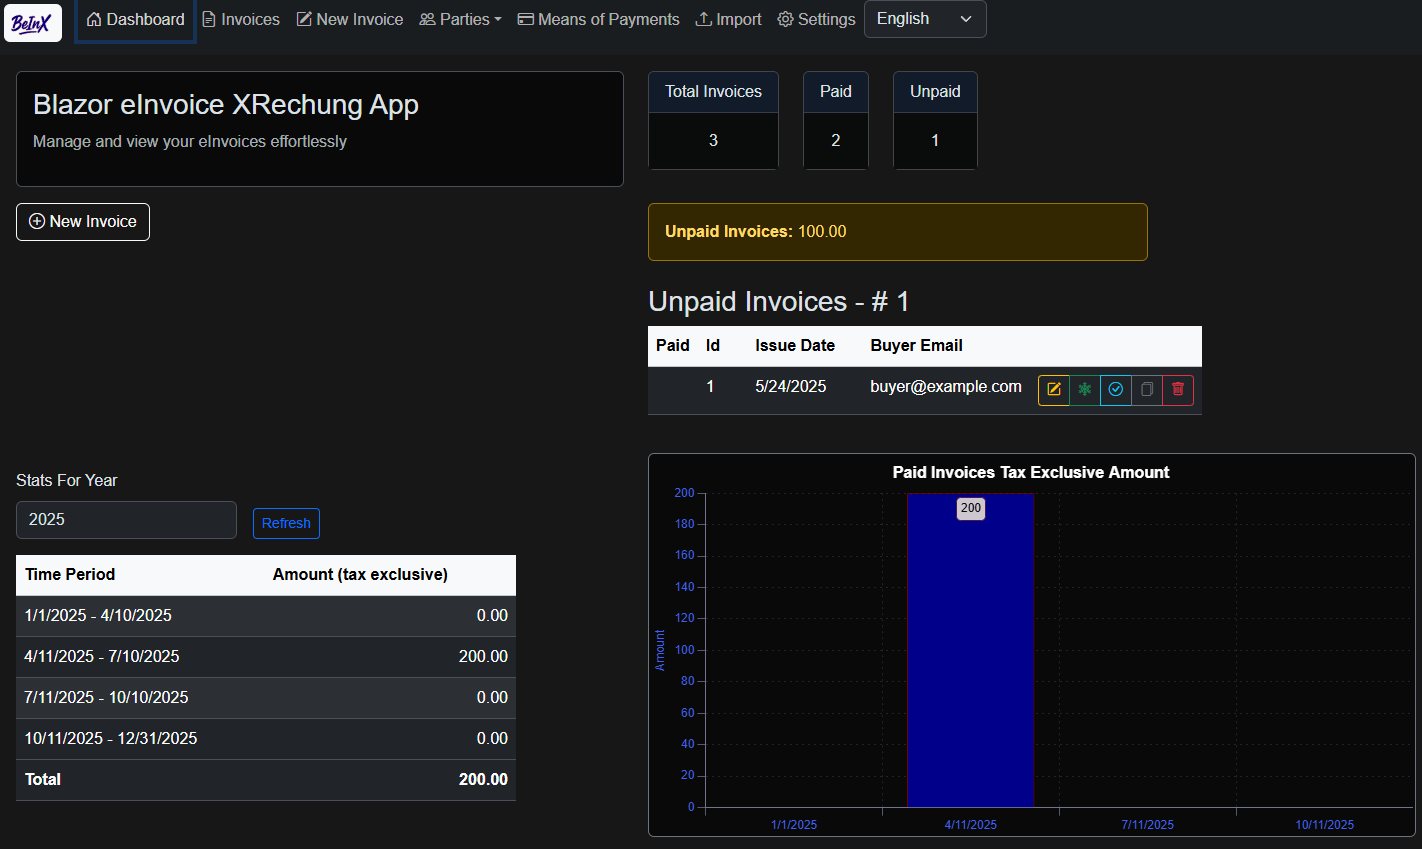 BeInX Dashboard Invoices New Invoice Parties Means of Payments Import Settings English
Blazor eInvoice XRechung App
Manage and view your eInvoices effortlessly
New Invoice
Total Invoices Paid Unpaid
3 2 1
Unpaid Invoices: 100.00
Unpaid Invoices - # 1
Paid Id Issue Date Buyer Email
1 5/24/2025 buyer@example.com
Stats For Year
2025 Refresh
Time Period Amount (tax exclusive)
1/1/2025 - 4/10/2025 0.00
4/11/2025 - 7/10/2025 200.00
7/11/2025 - 10/10/2025 0.00
10/11/2025 - 12/31/2025 0.00
Total 200.00
Paid Invoices Tax Exclusive Amount
Amount
200
180
160
140
120
100
80
60
40
20
0
200
1/1/2025 4/11/2025 7/11/2025 10/11/2025